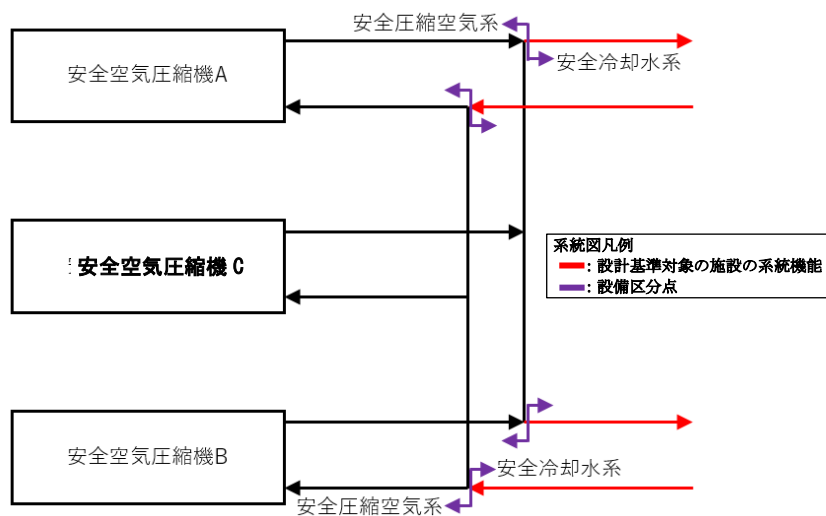 安全圧縮空気系
安全冷却水系
安全空気圧縮機A
安全空気圧縮機 C
系統図凡例
: 設計基準対象の施設の系統機能
: 設備区分点
安全空気圧縮機B
安全冷却水系
安全圧縮空気系